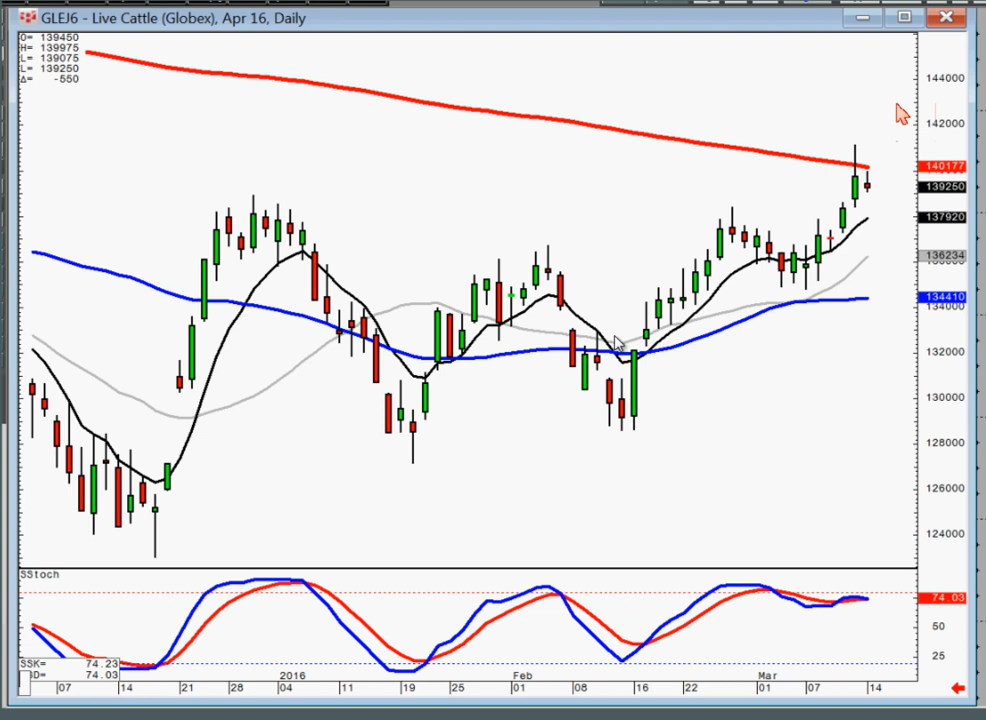 GLEJ6 - Live Cattle (Globex), Apr 16, Daily
O= 139450
H= 139975
L= 139075
L= 139250
Δ= -550
144000
142000
140177
139250
137920
136234
134410
134000
132000
130000
128000
126000
124000
SStoch
74.03
50
25
SSK= 74.23
SD= 74.03
2016 Feb Mar
07 14 21 28 04 11 19 25 01 08 16 22 01 07 14